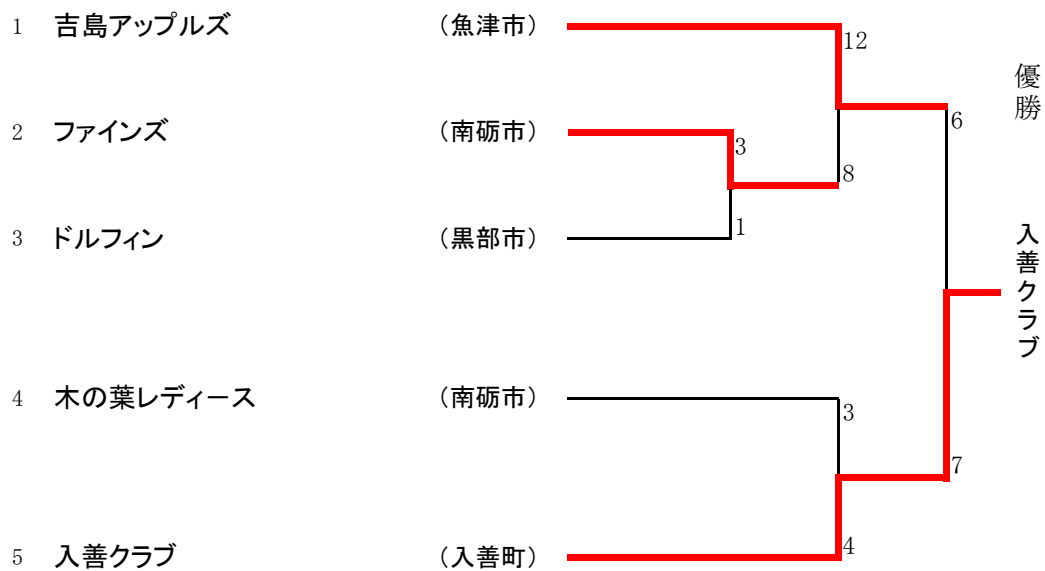 1 吉島アップルズ (魚津市)
12
優勝
2 ファインズ (南砺市)
6
3
8
3 ドルフィン (黒部市)
1
入善クラブ
4 木の葉レディース (南砺市)
3
7
5 入善クラブ (入善町)
4